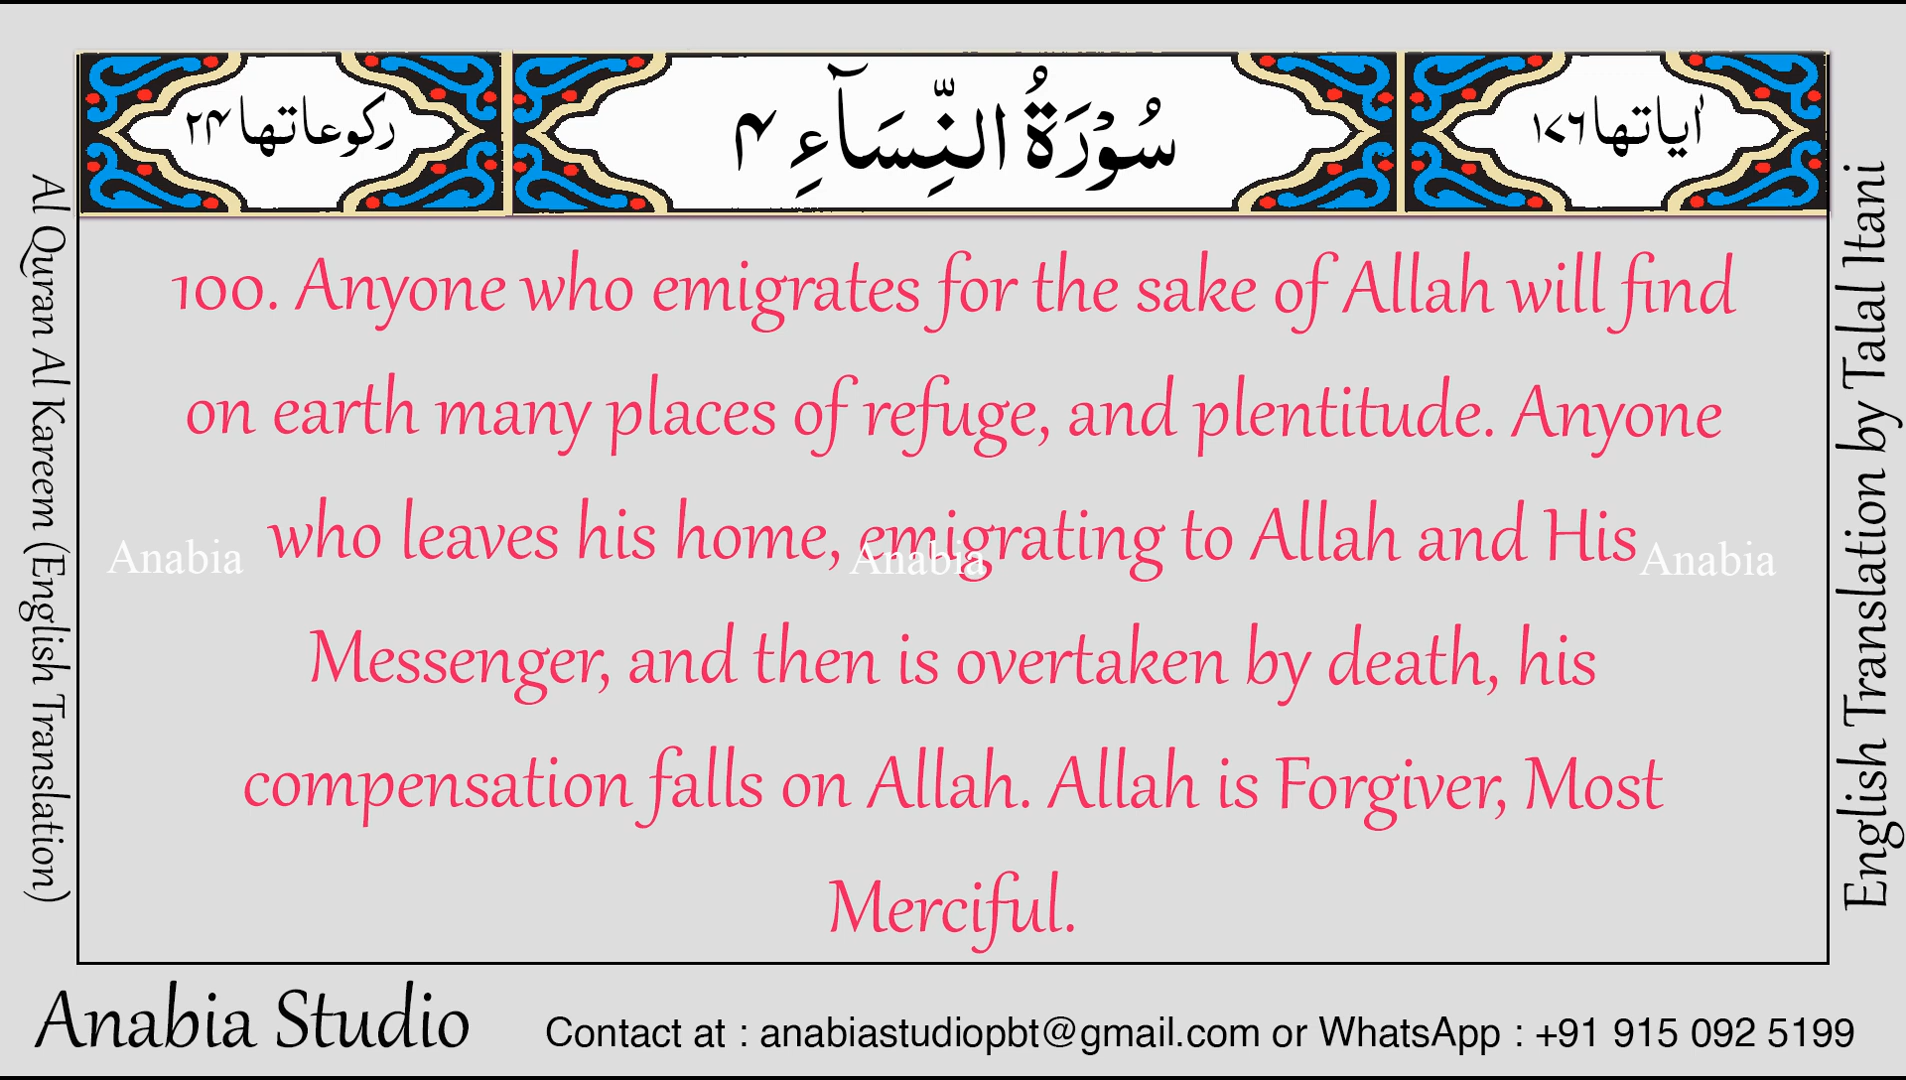 اٰیاتها ١٧٦
سُوْرَةُ النِّسَآءِ ٤
رکوعاتها ٢٤
100. Anyone who emigrates for the sake of Allah will find
on earth many places of refuge, and plentitude. Anyone
who leaves his home, emigrating to Allah and His
Messenger, and then is overtaken by death, his
compensation falls on Allah. Allah is Forgiver, Most
Merciful.
Anabia
Anabia
Anabia
Al Quran Al Kareem (English Translation)
English Translation by Talal Itani
Anabia Studio
Contact at : anabiastudiopbt@gmail.com or WhatsApp : +91 915 092 5199